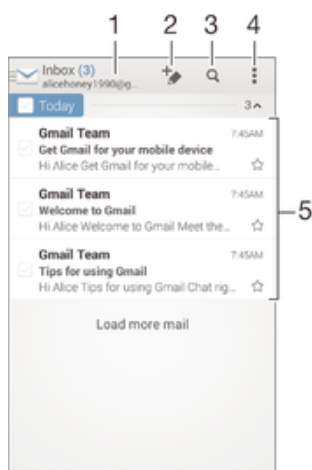 1 2 3 4
Inbox (3)
alicehoney1990@g...
Today 3
Gmail Team 7:45AM
Get Gmail for your mobile device
Hi Alice Get Gmail for your mobile...
Gmail Team 7:45AM
Welcome to Gmail
Hi Alice Welcome to Gmail Meet the...
5
Gmail Team 7:45AM
Tips for using Gmail
Hi Alice Tips for using Gmail Chat rig...
Load more mail